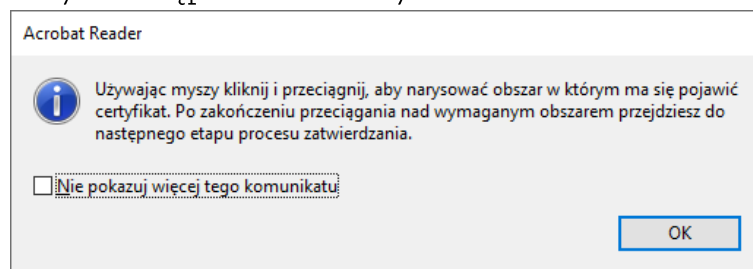 Acrobat Reader
Używając myszy kliknij i przeciągnij, aby narysować obszar w którym ma się pojawić
certyfikat. Po zakończeniu przeciągania nad wymaganym obszarem przejdziesz do
następnego etapu procesu zatwierdzania.
Nie pokazuj więcej tego komunikatu
OK